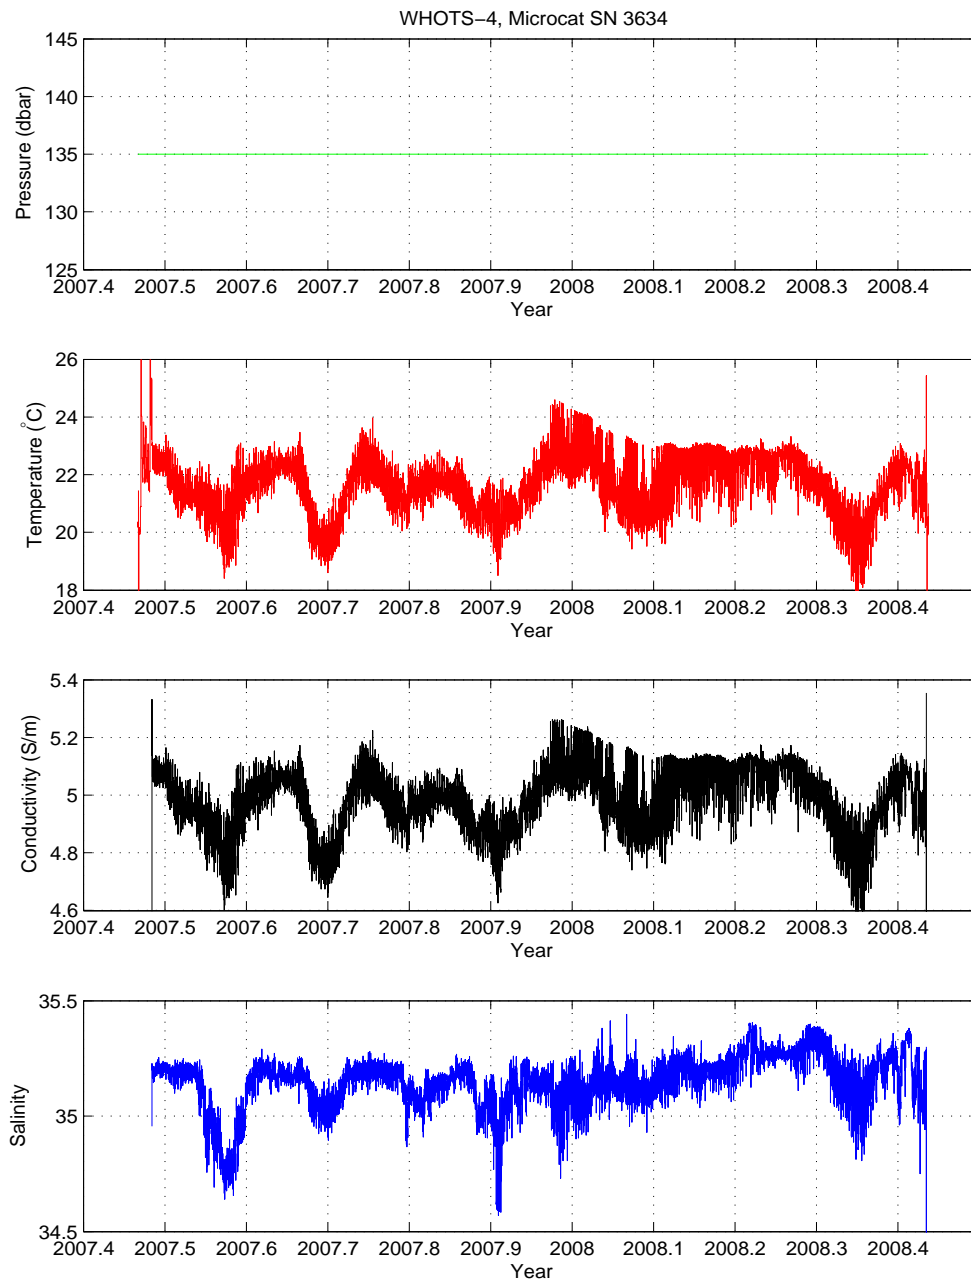 WHOTS−4, Microcat SN 3634
145
140
135
130
125
Pressure (dbar)
2007.4 2007.5 2007.6 2007.7 2007.8 2007.9 2008 2008.1 2008.2 2008.3 2008.4
Year
26
24
22
20
18
Temperature (°C)
2007.4 2007.5 2007.6 2007.7 2007.8 2007.9 2008 2008.1 2008.2 2008.3 2008.4
Year
5.4
5.2
5
4.8
4.6
Conductivity (S/m)
2007.4 2007.5 2007.6 2007.7 2007.8 2007.9 2008 2008.1 2008.2 2008.3 2008.4
Year
35.5
35
34.5
Salinity
2007.4 2007.5 2007.6 2007.7 2007.8 2007.9 2008 2008.1 2008.2 2008.3 2008.4
Year